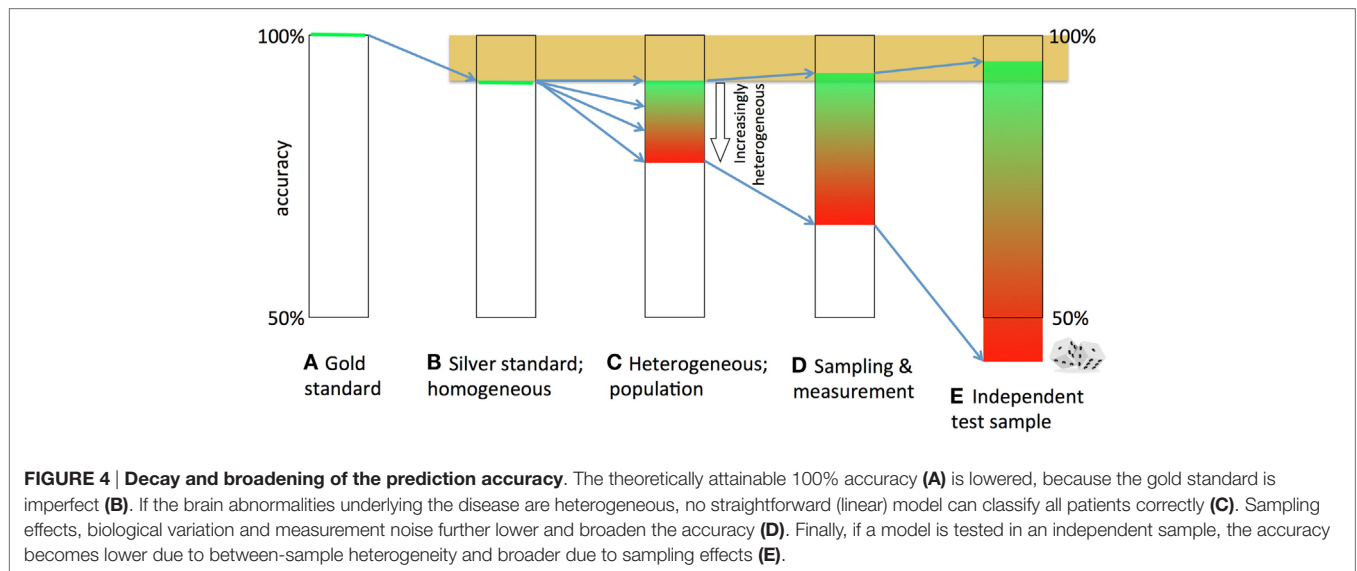 100%
100%
accuracy
Increasingly
heterogeneous
50%
50%
A Gold
standard
B Silver standard;
homogeneous
C Heterogeneous;
population
D Sampling &
measurement
E Independent
test sample
FIGURE 4 | Decay and broadening of the prediction accuracy. The theoretically attainable 100% accuracy (A) is lowered, because the gold standard is
imperfect (B). If the brain abnormalities underlying the disease are heterogeneous, no straightforward (linear) model can classify all patients correctly (C). Sampling
effects, biological variation and measurement noise further lower and broaden the accuracy (D). Finally, if a model is tested in an independent sample, the accuracy
becomes lower due to between-sample heterogeneity and broader due to sampling effects (E).